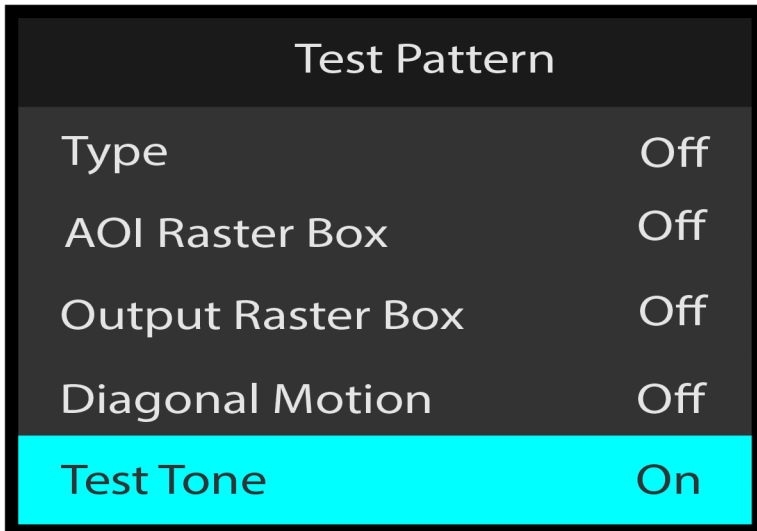 Test Pattern
Type Off
AOI Raster Box Off
Output Raster Box Off
Diagonal Motion Off
Test Tone On